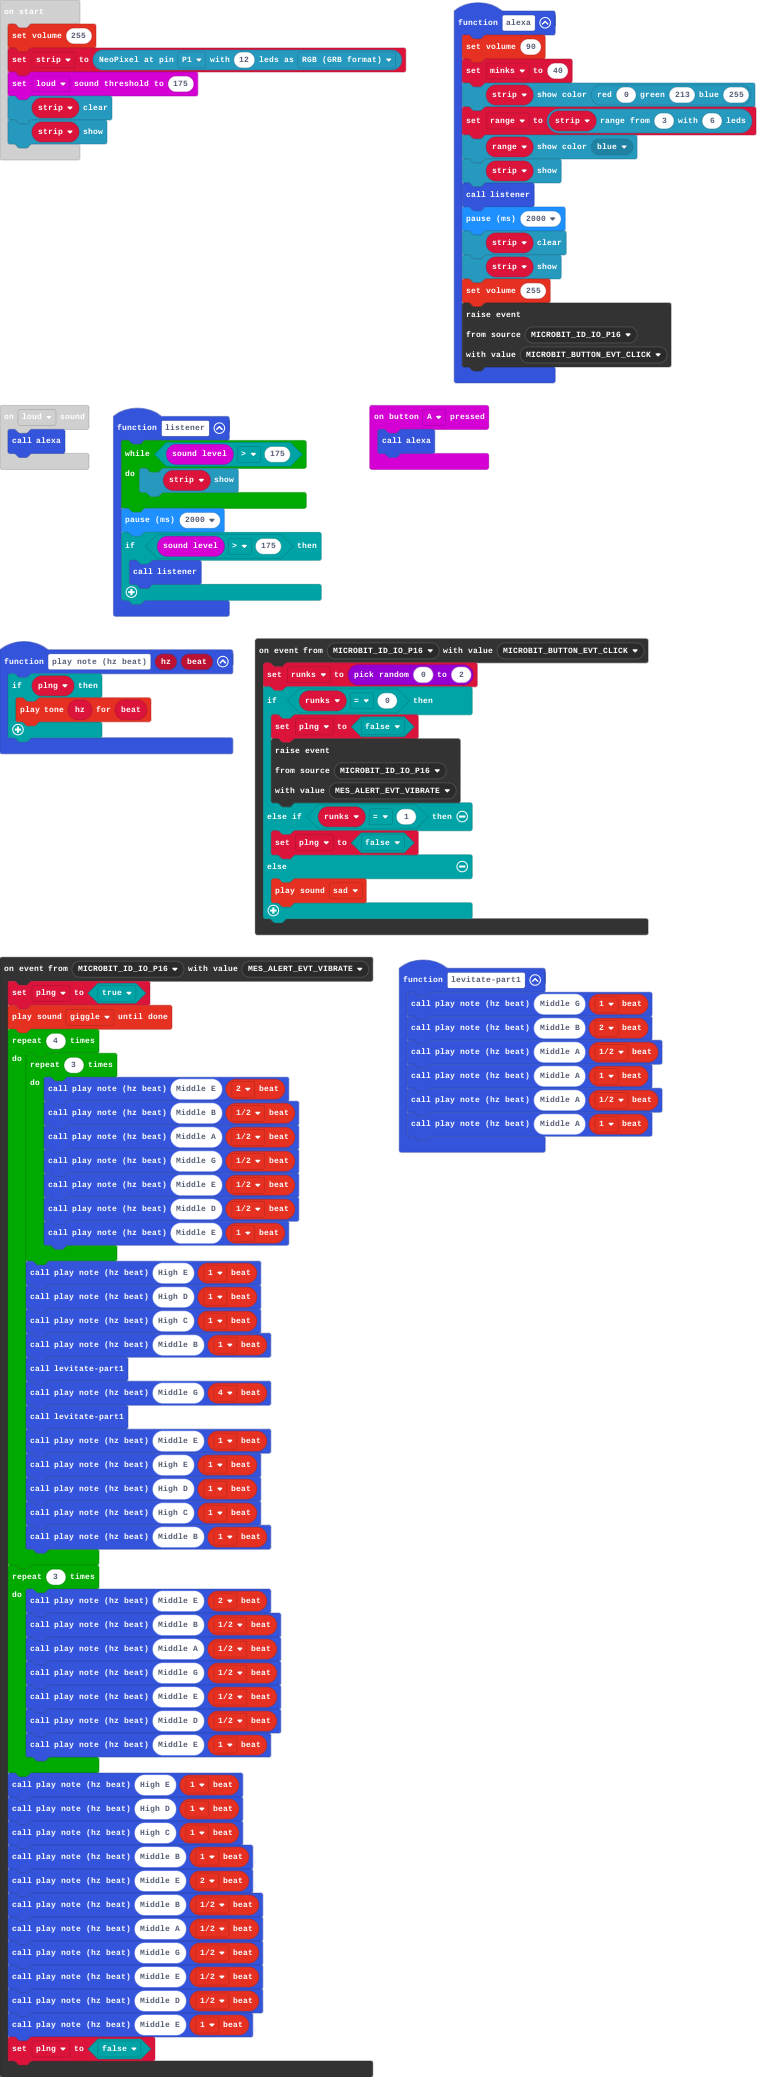 on start
set volume 255
set strip to NeoPixel at pin P1 with 12 leds as RGB (GRB format)
set loud sound threshold to 175
strip clear
strip show
function alexa
set volume 90
set minks to 40
strip show color red 0 green 213 blue 255
set range to strip range from 3 with 6 leds
range show color blue
strip show
call listener
pause (ms) 2000
strip clear
strip show
set volume 255
raise event
from source MICROBIT_ID_IO_P16
with value MICROBIT_BUTTON_EVT_CLICK
on loud sound
call alexa
function listener
while sound level > 175
do
strip show
pause (ms) 2000
if sound level > 175 then
call listener
on button A pressed
call alexa
function play note (hz beat) hz beat
if plng then
play tone hz for beat
on event from MICROBIT_ID_IO_P16 with value MICROBIT_BUTTON_EVT_CLICK
set runks to pick random 0 to 2
if runks = 0 then
set plng to false
raise event
from source MICROBIT_ID_IO_P16
with value MES_ALERT_EVT_VIBRATE
else if runks = 1 then
set plng to false
else
play sound sad
on event from MICROBIT_ID_IO_P16 with value MES_ALERT_EVT_VIBRATE
set plng to true
play sound giggle until done
repeat 4 times
do
repeat 3 times
do
call play note (hz beat) Middle E 2 beat
call play note (hz beat) Middle B 1/2 beat
call play note (hz beat) Middle A 1/2 beat
call play note (hz beat) Middle G 1/2 beat
call play note (hz beat) Middle E 1/2 beat
call play note (hz beat) Middle D 1/2 beat
call play note (hz beat) Middle E 1 beat
call play note (hz beat) High E 1 beat
call play note (hz beat) High D 1 beat
call play note (hz beat) High C 1 beat
call play note (hz beat) Middle B 1 beat
call levitate-part1
call play note (hz beat) Middle G 4 beat
call levitate-part1
call play note (hz beat) Middle E 1 beat
call play note (hz beat) High E 1 beat
call play note (hz beat) High D 1 beat
call play note (hz beat) High C 1 beat
call play note (hz beat) Middle B 1 beat
repeat 3 times
do
call play note (hz beat) Middle E 2 beat
call play note (hz beat) Middle B 1/2 beat
call play note (hz beat) Middle A 1/2 beat
call play note (hz beat) Middle G 1/2 beat
call play note (hz beat) Middle E 1/2 beat
call play note (hz beat) Middle D 1/2 beat
call play note (hz beat) Middle E 1 beat
call play note (hz beat) High E 1 beat
call play note (hz beat) High D 1 beat
call play note (hz beat) High C 1 beat
call play note (hz beat) Middle B 1 beat
call play note (hz beat) Middle E 2 beat
call play note (hz beat) Middle B 1/2 beat
call play note (hz beat) Middle A 1/2 beat
call play note (hz beat) Middle G 1/2 beat
call play note (hz beat) Middle E 1/2 beat
call play note (hz beat) Middle D 1/2 beat
call play note (hz beat) Middle E 1 beat
set plng to false
function levitate-part1
call play note (hz beat) Middle G 1 beat
call play note (hz beat) Middle B 2 beat
call play note (hz beat) Middle A 1/2 beat
call play note (hz beat) Middle A 1 beat
call play note (hz beat) Middle A 1/2 beat
call play note (hz beat) Middle A 1 beat